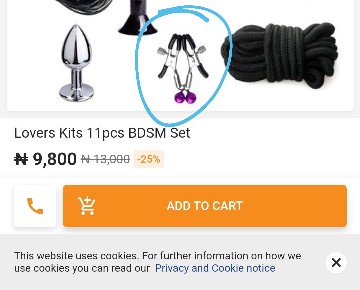 Lovers Kits 11pcs BDSM Set
₦ 9,800 ₦ 13,000 -25%
ADD TO CART
This website uses cookies. For further information on how we
use cookies you can read our Privacy and Cookie notice